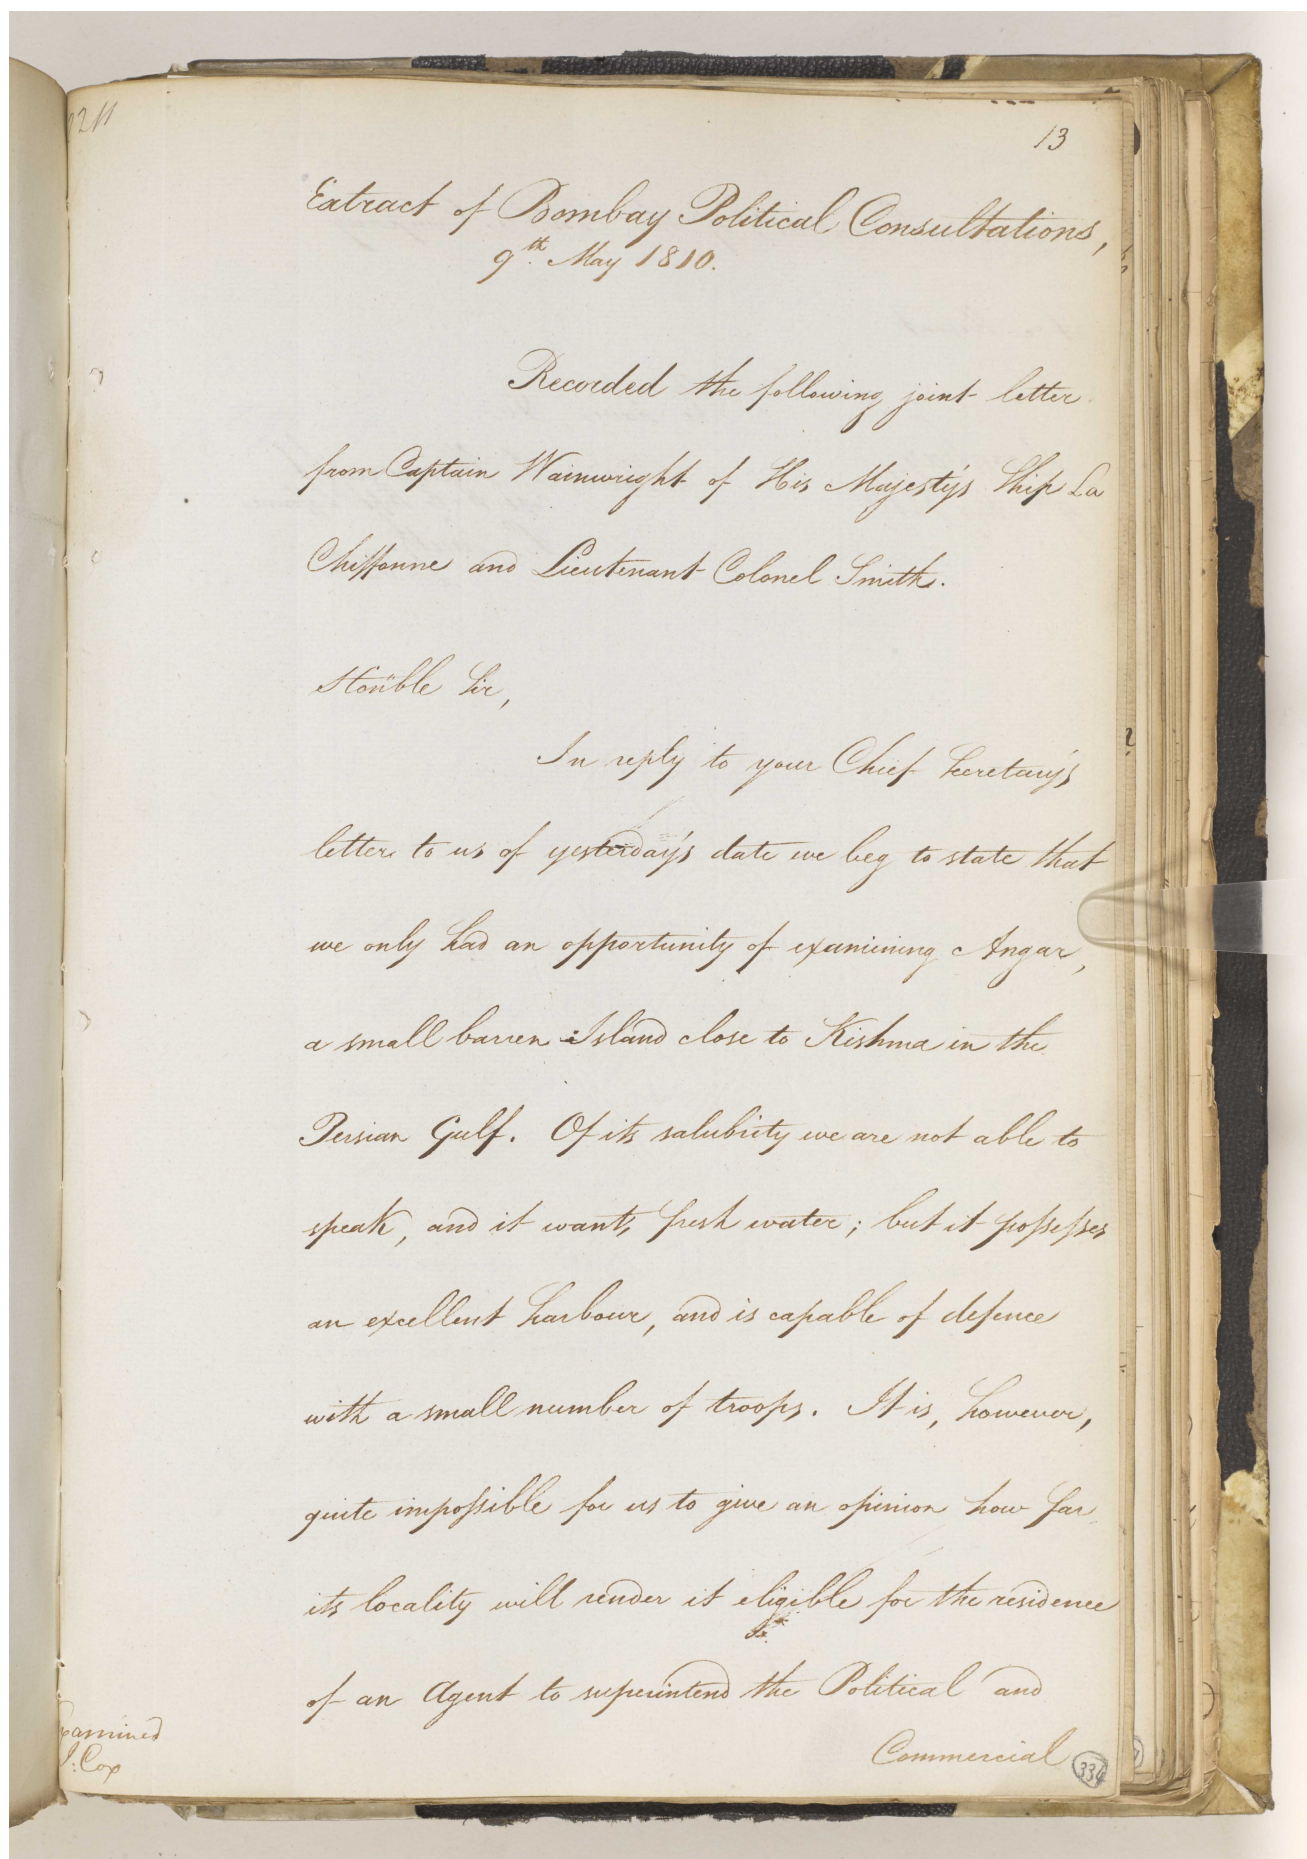 13
Extract of Bombay Political Consultations,
9th. May 1810.
Recorded the following joint letter
from Captain Wainwright of His Majesty's Ship La
Chiffonne and Lieutenant Colonel Smith.
Hon'ble Sir,
In reply to your Chief Secretary's
letter to us of yesterday's date we beg to state that
we only had an opportunity of examining Angar,
a small barren Island close to Kishma in the
Persian Gulf. Of its salubrity we are not able to
speak, and it wants fresh water; but it possesses
an excellent harbour, and is capable of defence
with a small number of troops. It is, however,
quite impossible for us to give an opinion how far
its locality will render it eligible for the residence
of an Agent to superintend the Political and
Commercial
amined
J: Cox
334